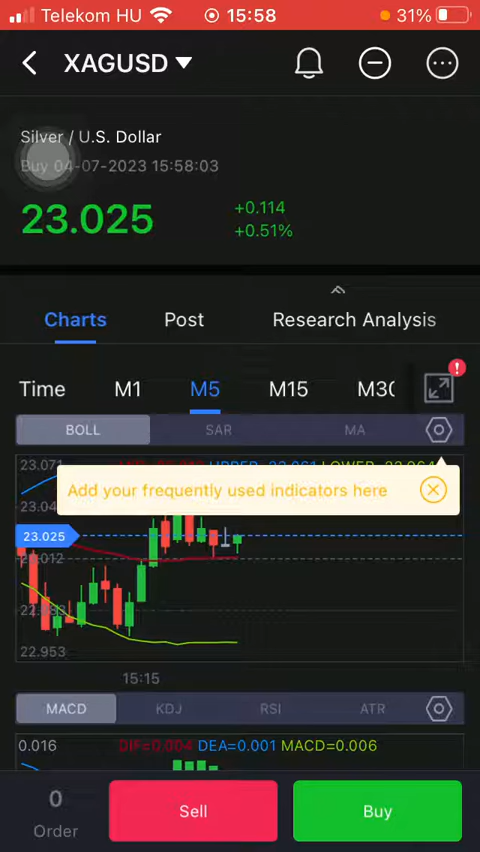 Telekom HU 15:58 31%
XAGUSD
Silver / U.S. Dollar
Buy 04-07-2023 15:58:03
23.025
+0.114
+0.51%
Charts Post Research Analysis
Time M1 M5 M15 M30
BOLL SAR MA
23.071
Add your frequently used indicators here
23.025
22.953
15:15
MACD KDJ RSI ATR
0.016 DIF=0.004 DEA=0.001 MACD=0.006
0
Order
Sell
Buy